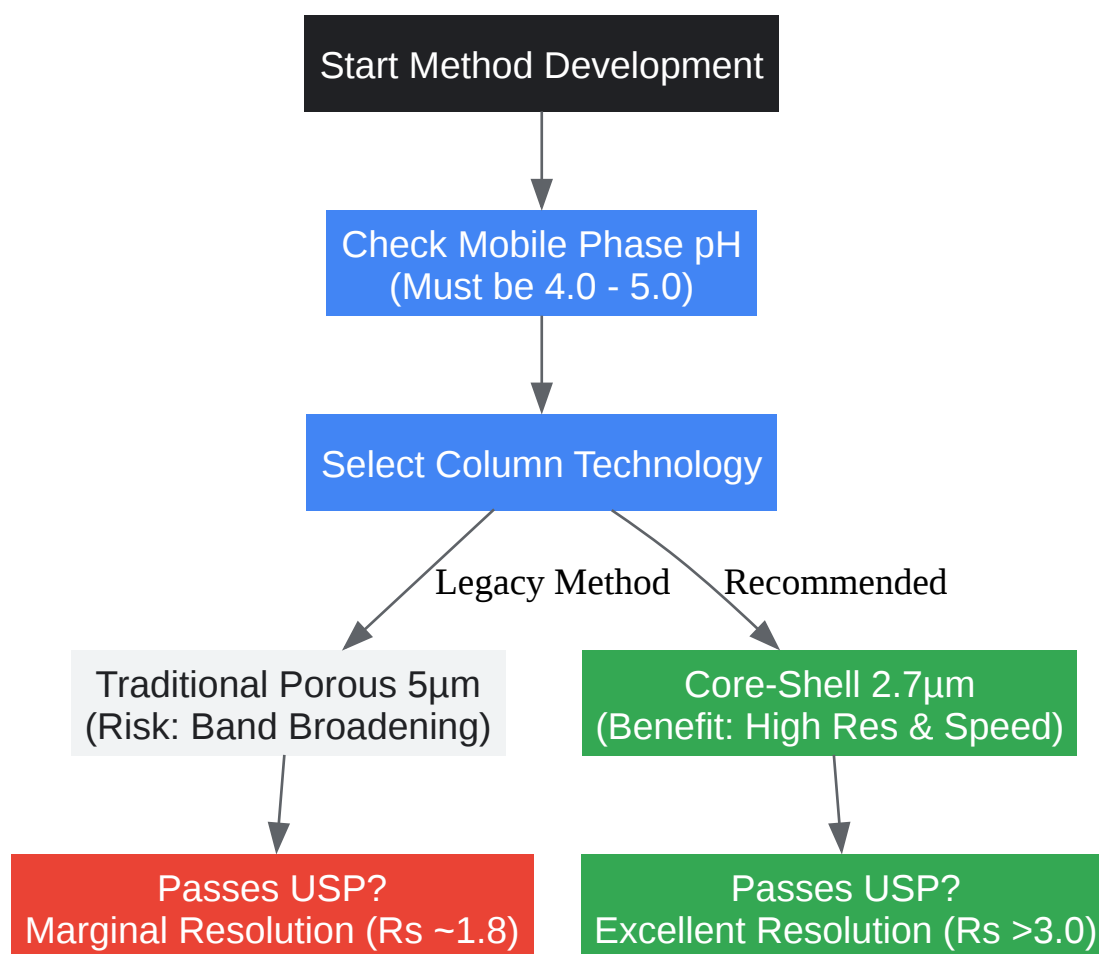 Start Method Development
Check Mobile Phase pH
(Must be 4.0 - 5.0)
Select Column Technology
Legacy Method
Recommended
Traditional Porous 5µm
(Risk: Band Broadening)
Core-Shell 2.7µm
(Benefit: High Res & Speed)
Passes USP?
Marginal Resolution (Rs ~1.8)
Passes USP?
Excellent Resolution (Rs >3.0)